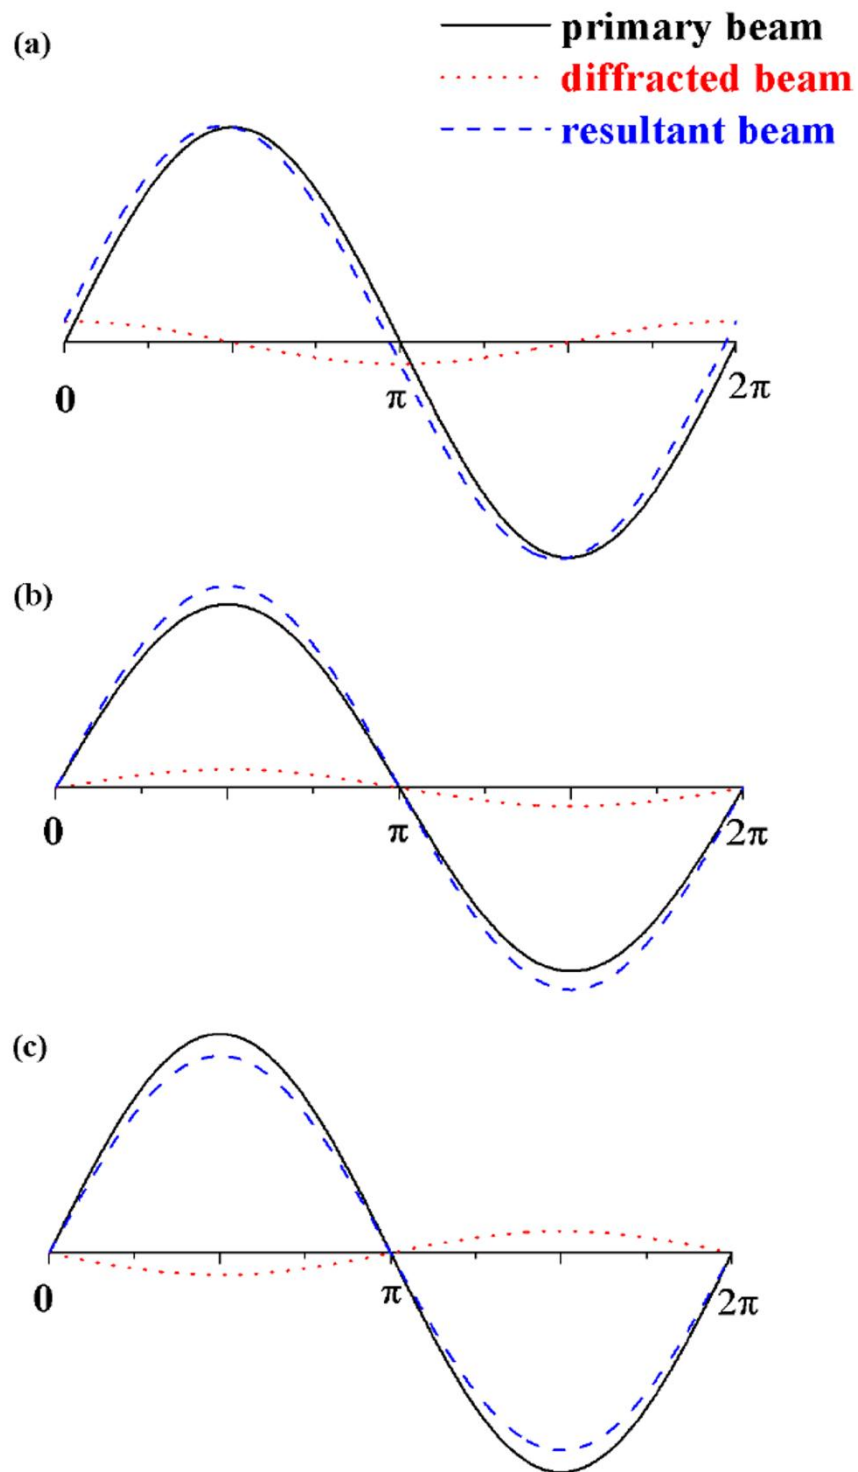 (a)
primary beam
diffracted beam
resultant beam
0
π
2π
(b)
0
π
2π
(c)
0
π
2π